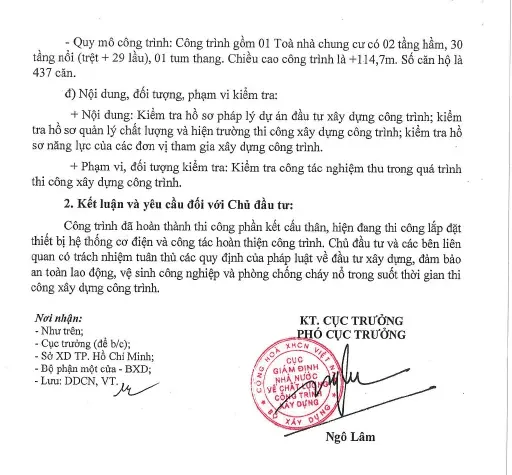 - Quy mô công trình: Công trình gồm 01 Toà nhà chung cư có 02 tầng hầm, 30
tầng nổi (trệt + 29 lầu), 01 tum thang. Chiều cao công trình là +114,7m. Số căn hộ là
437 căn.
đ) Nội dung, đối tượng, phạm vi kiểm tra:
+ Nội dung: Kiểm tra hồ sơ pháp lý dự án đầu tư xây dựng công trình; kiểm
tra hồ sơ quản lý chất lượng và hiện trường thi công xây dựng công trình; kiểm tra hồ
sơ năng lực của các đơn vị tham gia xây dựng công trình.
+ Phạm vi, đối tượng kiểm tra: Kiểm tra công tác nghiệm thu trong quá trình
thi công xây dựng công trình.
2. Kết luận và yêu cầu đối với Chủ đầu tư:
Công trình đã hoàn thành thi công phần kết cấu thân, hiện đang thi công lắp đặt
thiết bị hệ thống cơ điện và công tác hoàn thiện công trình. Chủ đầu tư và các bên liên
quan có trách nhiệm tuân thủ các quy định của pháp luật về đầu tư xây dựng, đảm bảo
an toàn lao động, vệ sinh công nghiệp và phòng chống cháy nổ trong suốt thời gian thi
công xây dựng công trình.
Nơi nhận:
- Như trên;
- Cục trưởng (để b/c);
- Sở XD TP. Hồ Chí Minh;
- Bộ phận một cửa - BXD;
- Lưu: DDCN, VT.
KT. CỤC TRƯỞNG
PHÓ CỤC TRƯỞNG
CỘNG HOÀ XHCN VIỆT N
CỤC
GIÁM ĐỊNH
NHÀ NƯỚC
VỀ CHẤT LƯỢNG
CÔNG TRÌNH
XÂY DỰNG
BỘ XÂY DỰNG
Ngô Lâm